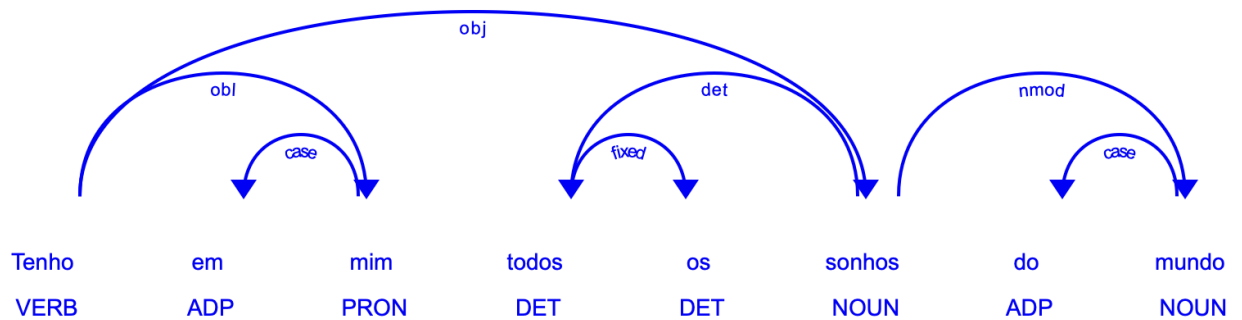 obj
obl det nmod
case fixed case
Tenho em mim todos os sonhos do mundo
VERB ADP PRON DET DET NOUN ADP NOUN